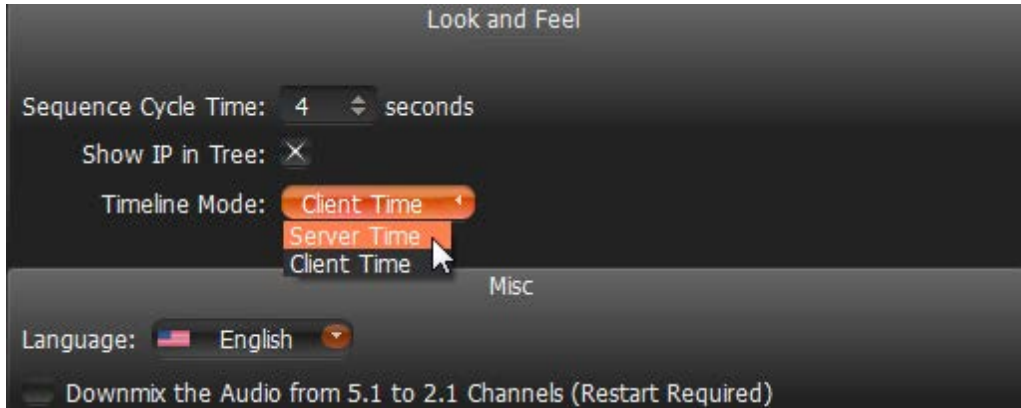 Look and Feel
Sequence Cycle Time: 4 seconds
Show IP in Tree:
Timeline Mode: Client Time
Server Time
Client Time
Misc
Language: English
Downmix the Audio from 5.1 to 2.1 Channels (Restart Required)